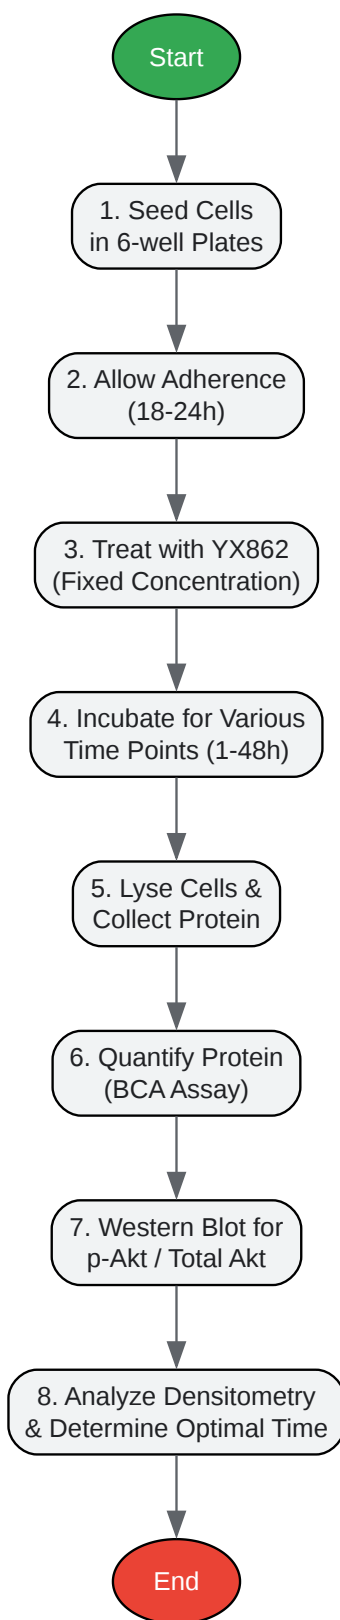 Start
1. Seed Cells
in 6-well Plates
2. Allow Adherence
(18-24h)
3. Treat with YX862
(Fixed Concentration)
4. Incubate for Various
Time Points (1-48h)
5. Lyse Cells &
Collect Protein
6. Quantify Protein
(BCA Assay)
7. Western Blot for
p-Akt / Total Akt
8. Analyze Densitometry
& Determine Optimal Time
End